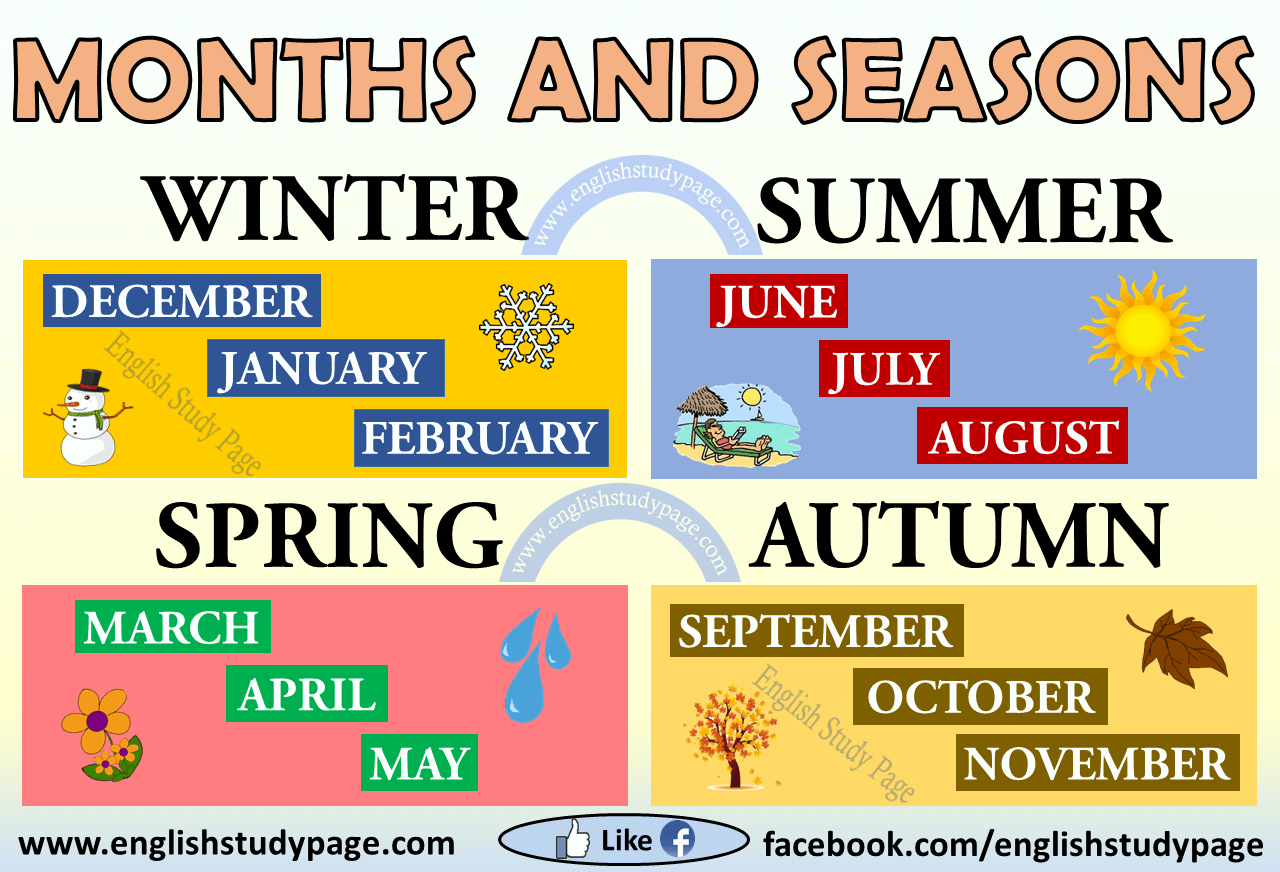 MONTHS AND SEASONS
WINTER
www.englishstudypage.com
SUMMER
DECEMBER
JANUARY
FEBRUARY
English Study Page
JUNE
JULY
AUGUST
SPRING
www.englishstudypage.com
AUTUMN
MARCH
APRIL
MAY
SEPTEMBER
OCTOBER
NOVEMBER
English Study Page
www.englishstudypage.com
Like f
facebook.com/englishstudypage